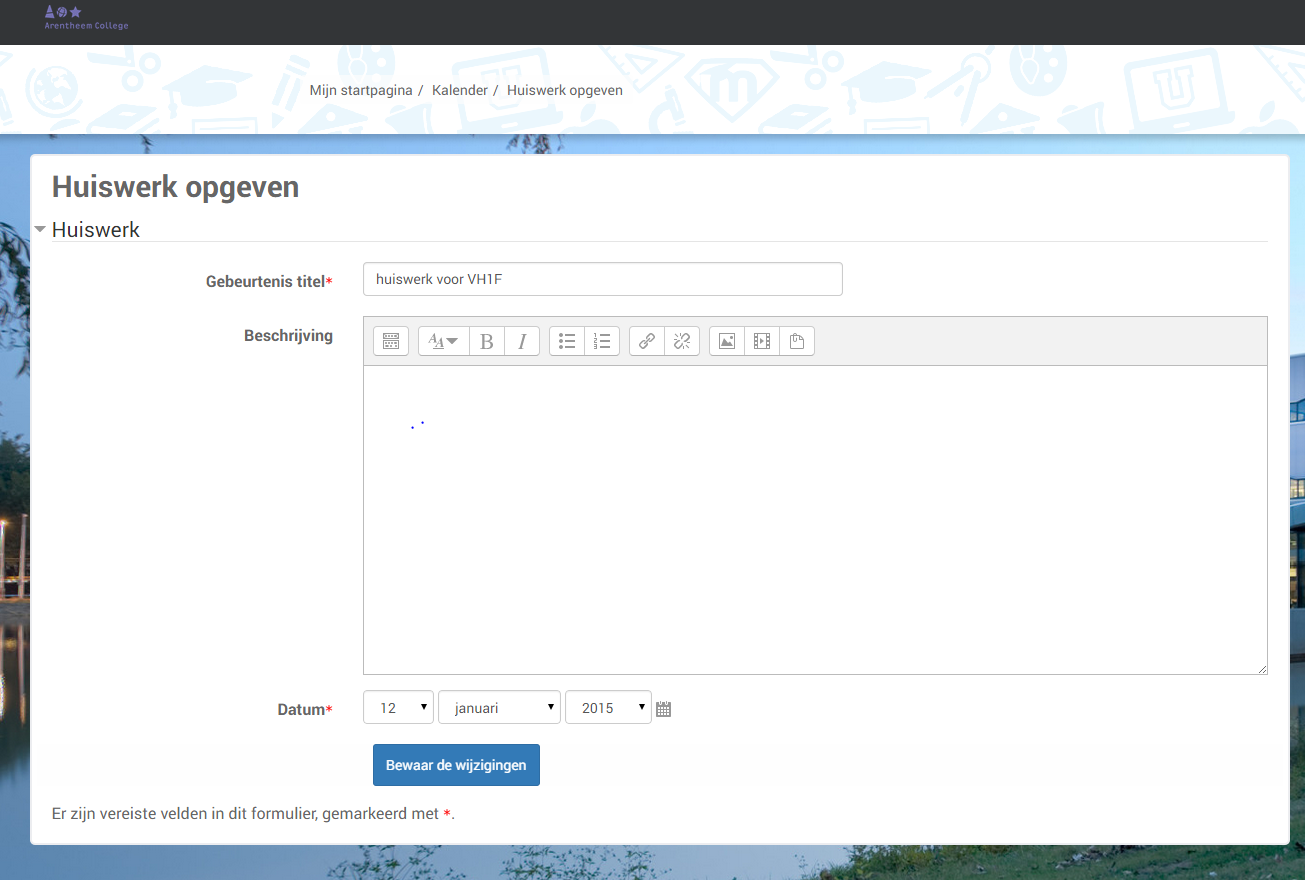 Arentheem College
Mijn startpagina / Kalender / Huiswerk opgeven
Huiswerk opgeven
Huiswerk
Gebeurtenis titel*
huiswerk voor VH1F
Beschrijving
Datum*
12 januari 2015
Bewaar de wijzigingen
Er zijn vereiste velden in dit formulier, gemarkeerd met *.